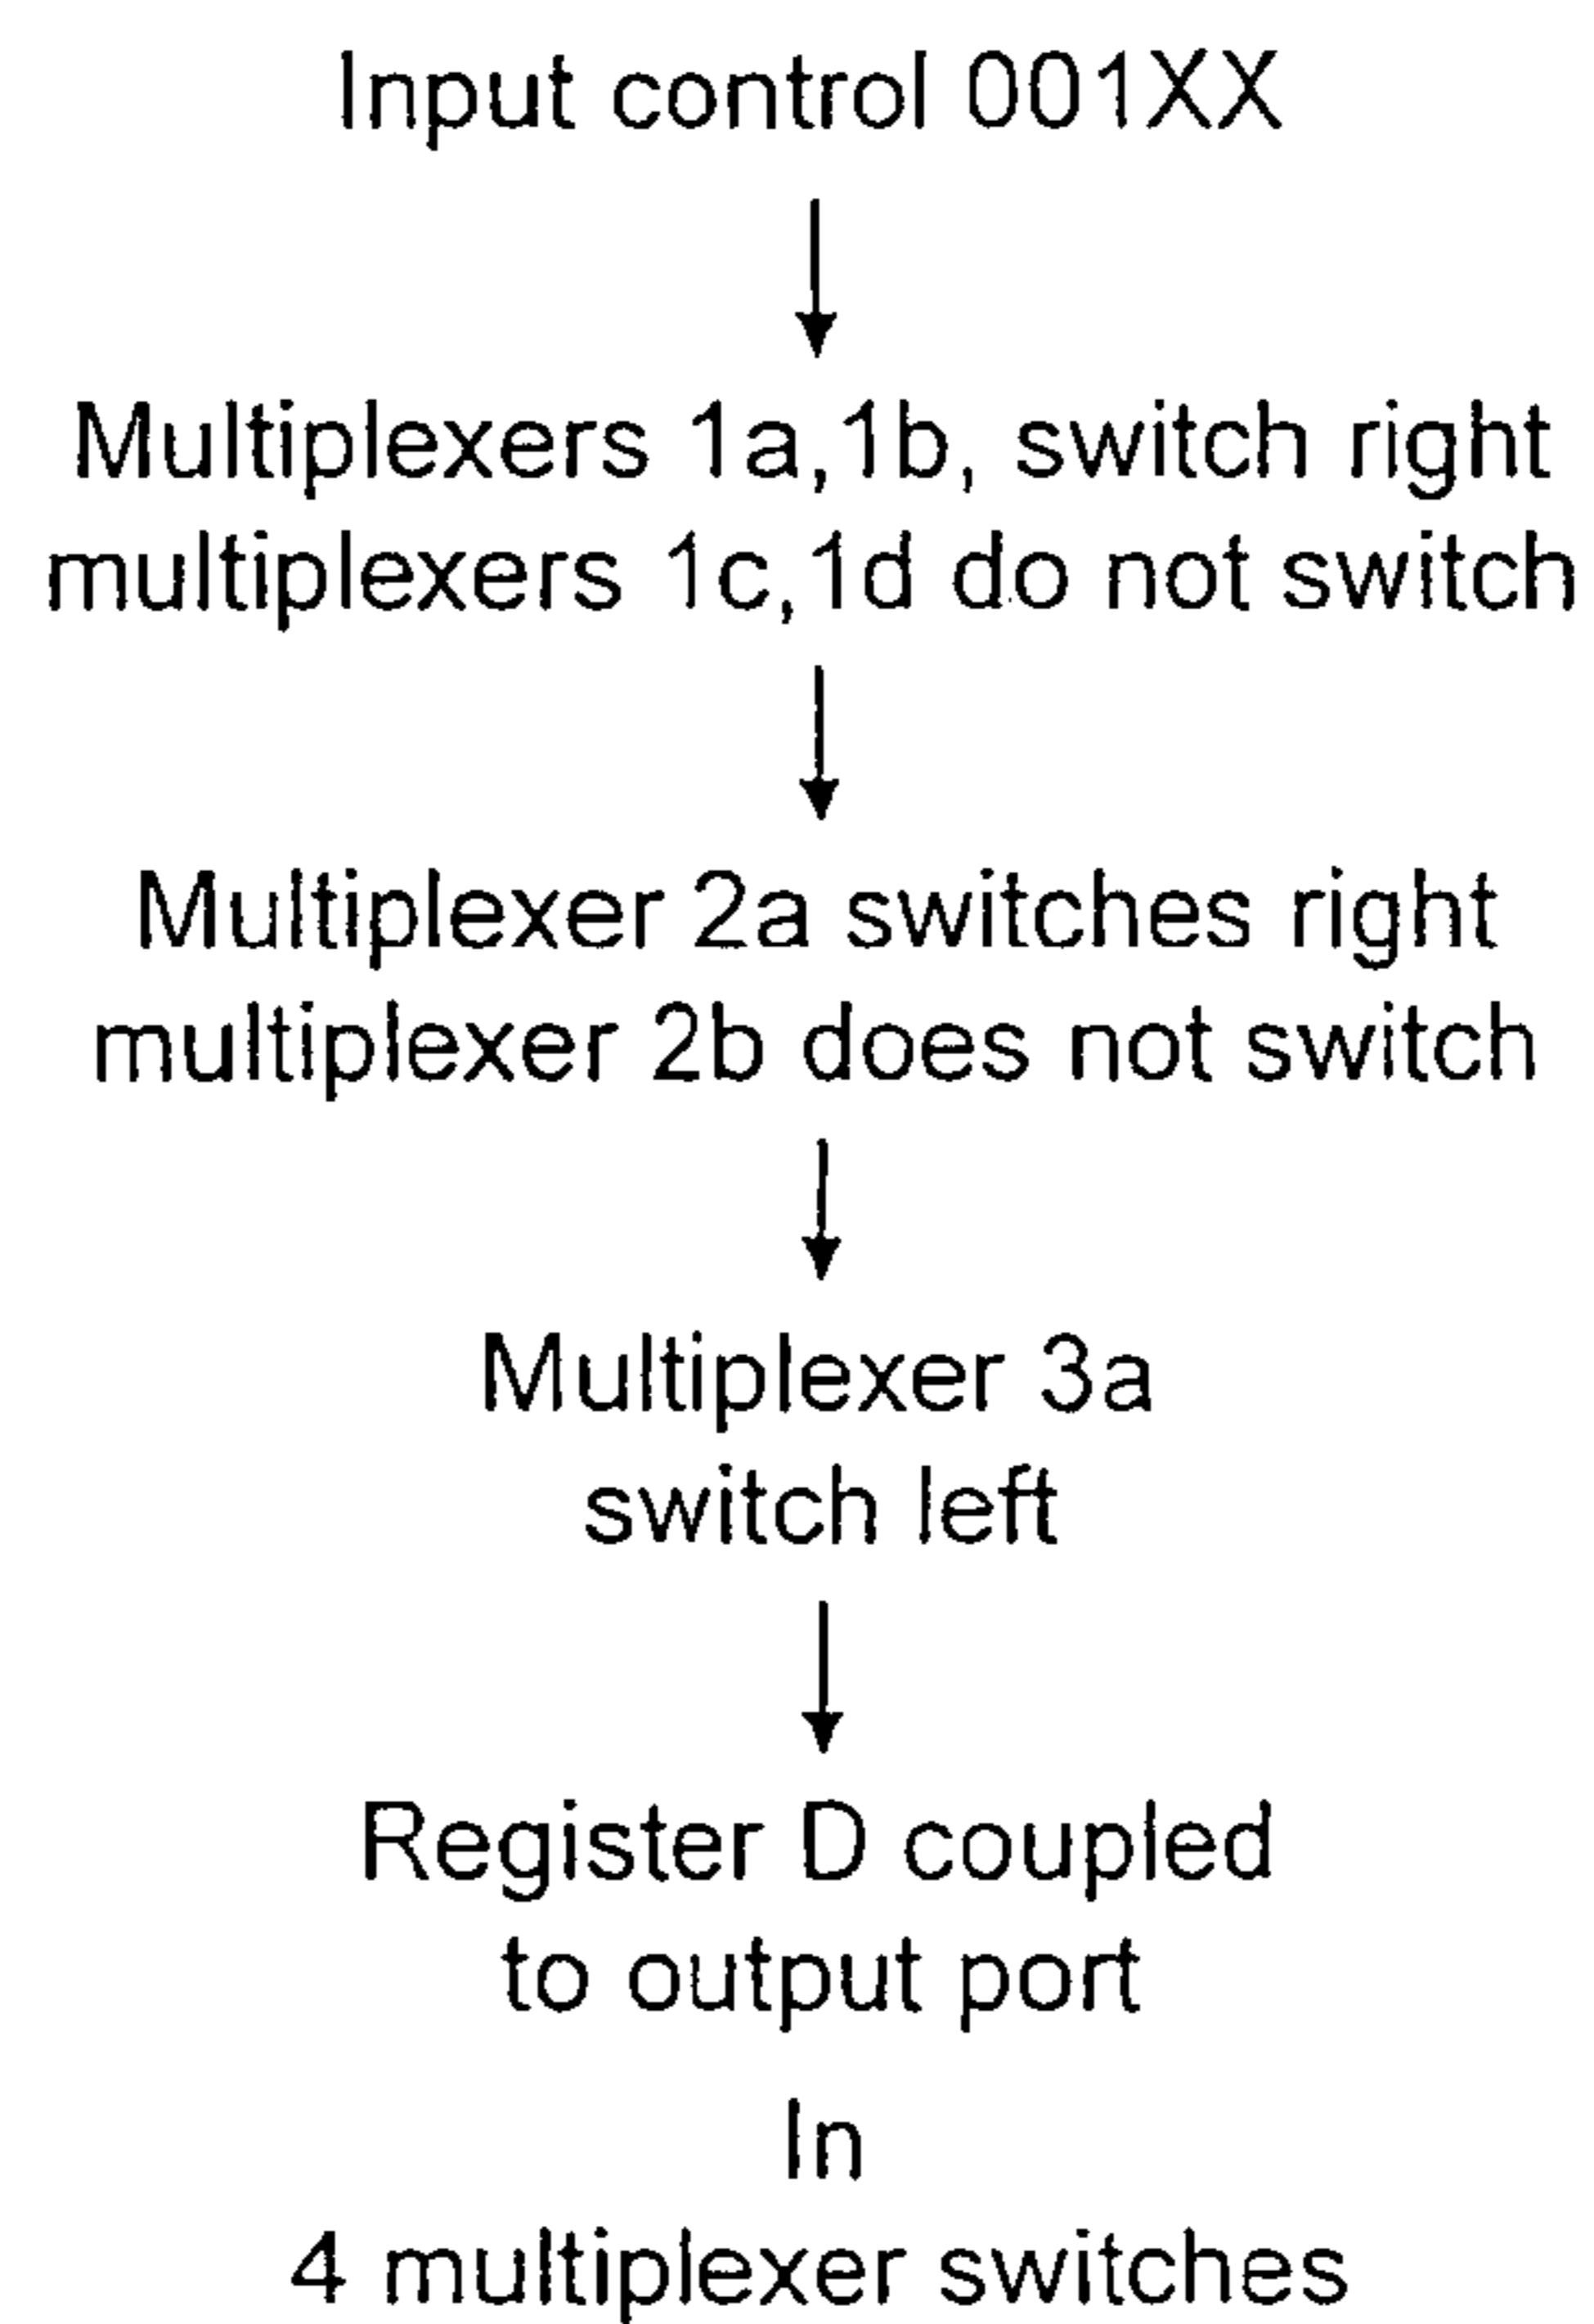 Input control 001XX
Multiplexers 1a,1b, switch right
multiplexers 1c,1d do not switch
Multiplexer 2a switches right
multiplexer 2b does not switch
Multiplexer 3a
switch left
Register D coupled
to output port
In
4 multiplexer switches